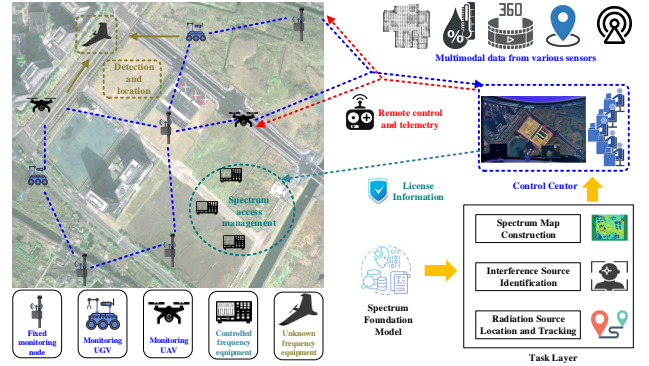 360
%
Multimodal data from various sensors
Detection
and
location
Remote control
and telemetry
Control Centor
License
Information
Spectrum
access
management
Spectrum Map
Construction
Interference Source
Identification
Radiation Source
Location and Tracking
Task Layer
Spectrum
Foundation
Model
Fixed
monitoring
node
Monitoring
UGV
Monitoring
UAV
Controlled
frequency
equipment
Unknown
frequency
equipment